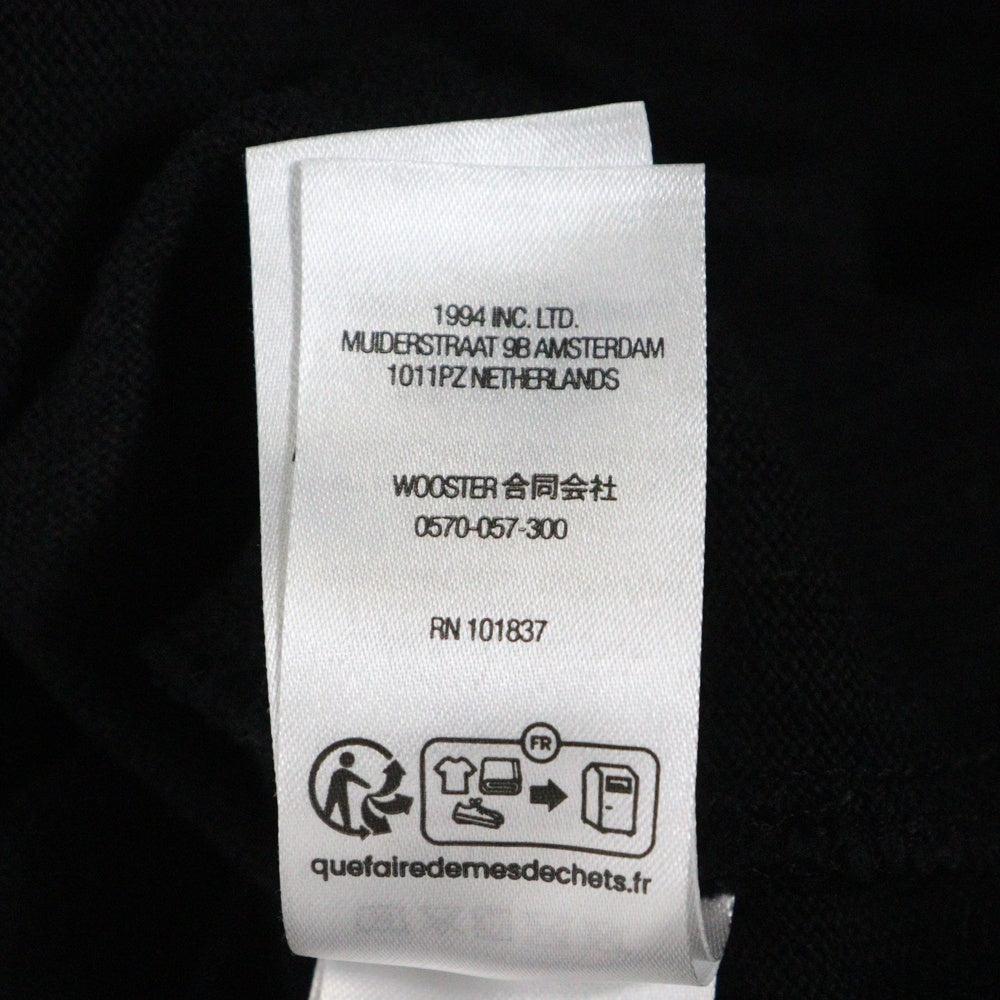 1994 INC. LTD.
MUIDERSTRAAT 9B AMSTERDAM
1011PZ NETHERLANDS
WOOSTER 合同会社
0570-057-300
RN 101837
FR
quefairedemesdechets.fr